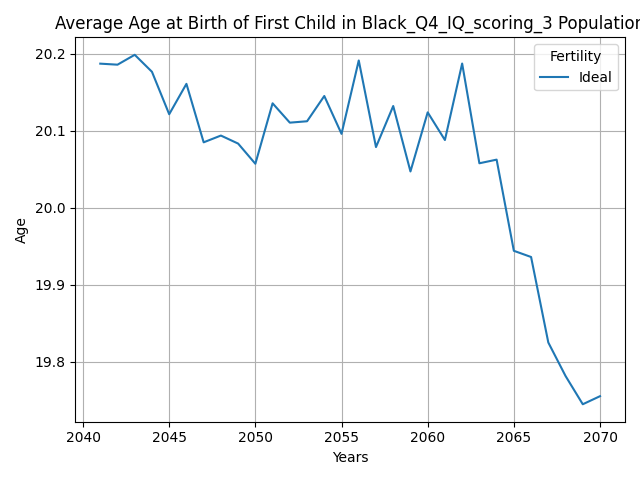 Average Age at Birth of First Child in Black_Q4_IQ_scoring_3 Population
Fertility
Ideal
20.2
20.1
20.0
19.9
19.8
Age
2040 2045 2050 2055 2060 2065 2070
Years